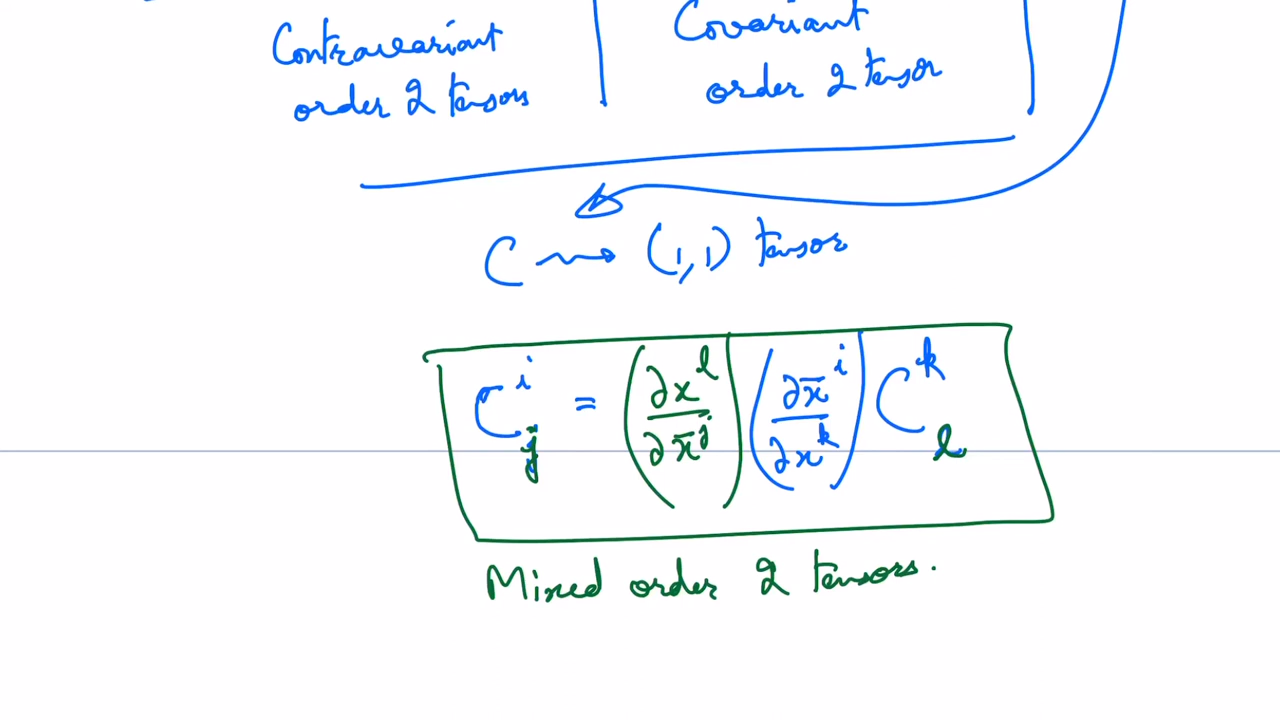 Contravariant
order 2 tensors
Covariant
order 2 tensor
C ⇝ (1,1) tensor
C^i_j = (∂x^l/∂x̄^j) (∂x̄^i/∂x^k) C^k_l
Mixed order 2 tensors.